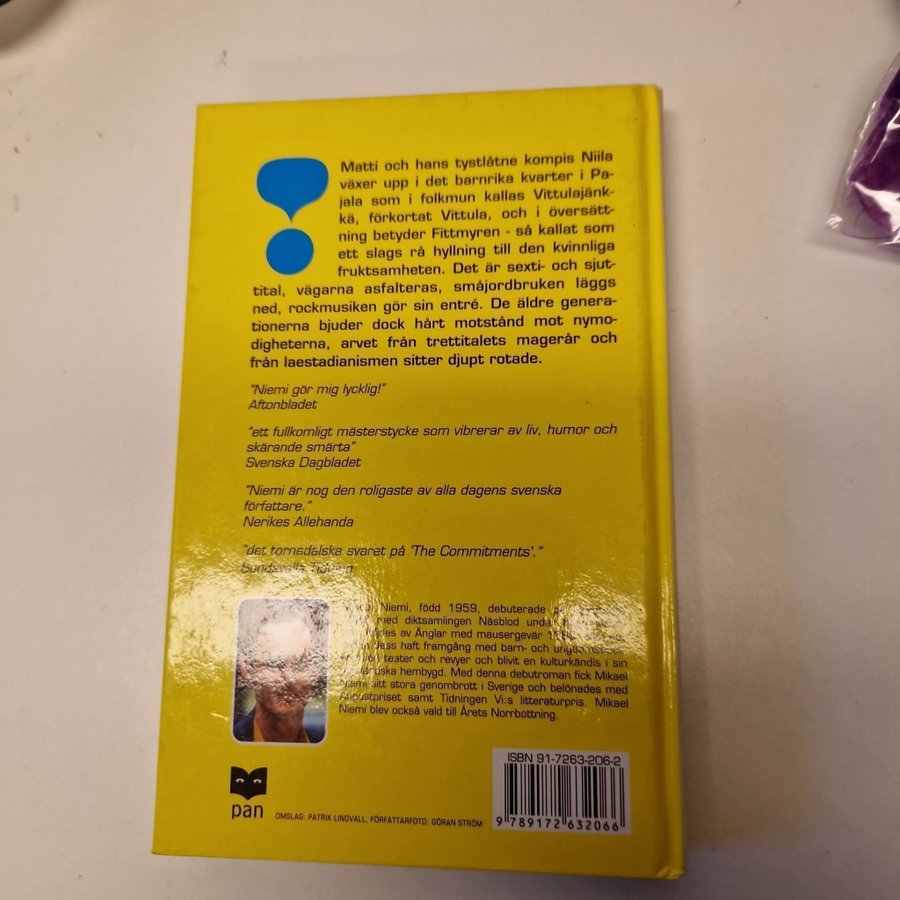 Matti och hans tystlåtne kompis Niila
växer upp i det barnrika kvarter i Pa-
jala som i folkmun kallas Vittulajänk-
kä, förkortat Vittula, och i översätt-
ning betyder Fittmyren - så kallat som
ett slags rå hyllning till den kvinnliga
fruktsamheten. Det är sexti- och sjut-
tital, vägarna asfalteras, småjordbruken läggs
ned, rockmusiken gör sin entré. De äldre genera-
tionerna bjuder dock hårt motstånd mot nymo-
digheterna, arvet från trettitalets magerår och
från laestadianismen sitter djupt rotade.
"Niemi gör mig lycklig!"
Aftonbladet
"ett fullkomligt mästerstycke som vibrerar av liv, humor och
skärande smärta"
Svenska Dagbladet
"Niemi är nog den roligaste av alla dagens svenska
författare."
Nerikes Allehanda
"det tornedalska svaret på 'The Commitments'."
Sundsvalls Tidning
Niemi, född 1959, debuterade
med diktsamlingen Näsblod under
av Änglar med mausergevär
dess haft framgång med barn- och
teater och revyer och blivit en kulturkändis i sin
hembygd. Med denna debutroman fick Mikael
Niemi sitt stora genombrott i Sverige och belönades med
Augustpriset samt Tidningen Vi:s litteraturpris. Mikael
Niemi blev också vald till Årets Norrbottning.
ISBN 91-7263-206-2
9 789172 632066
pan
OMSLAG: PATRIK LINDVALL, FÖRFATTARFOTO: GÖRAN STRÖM